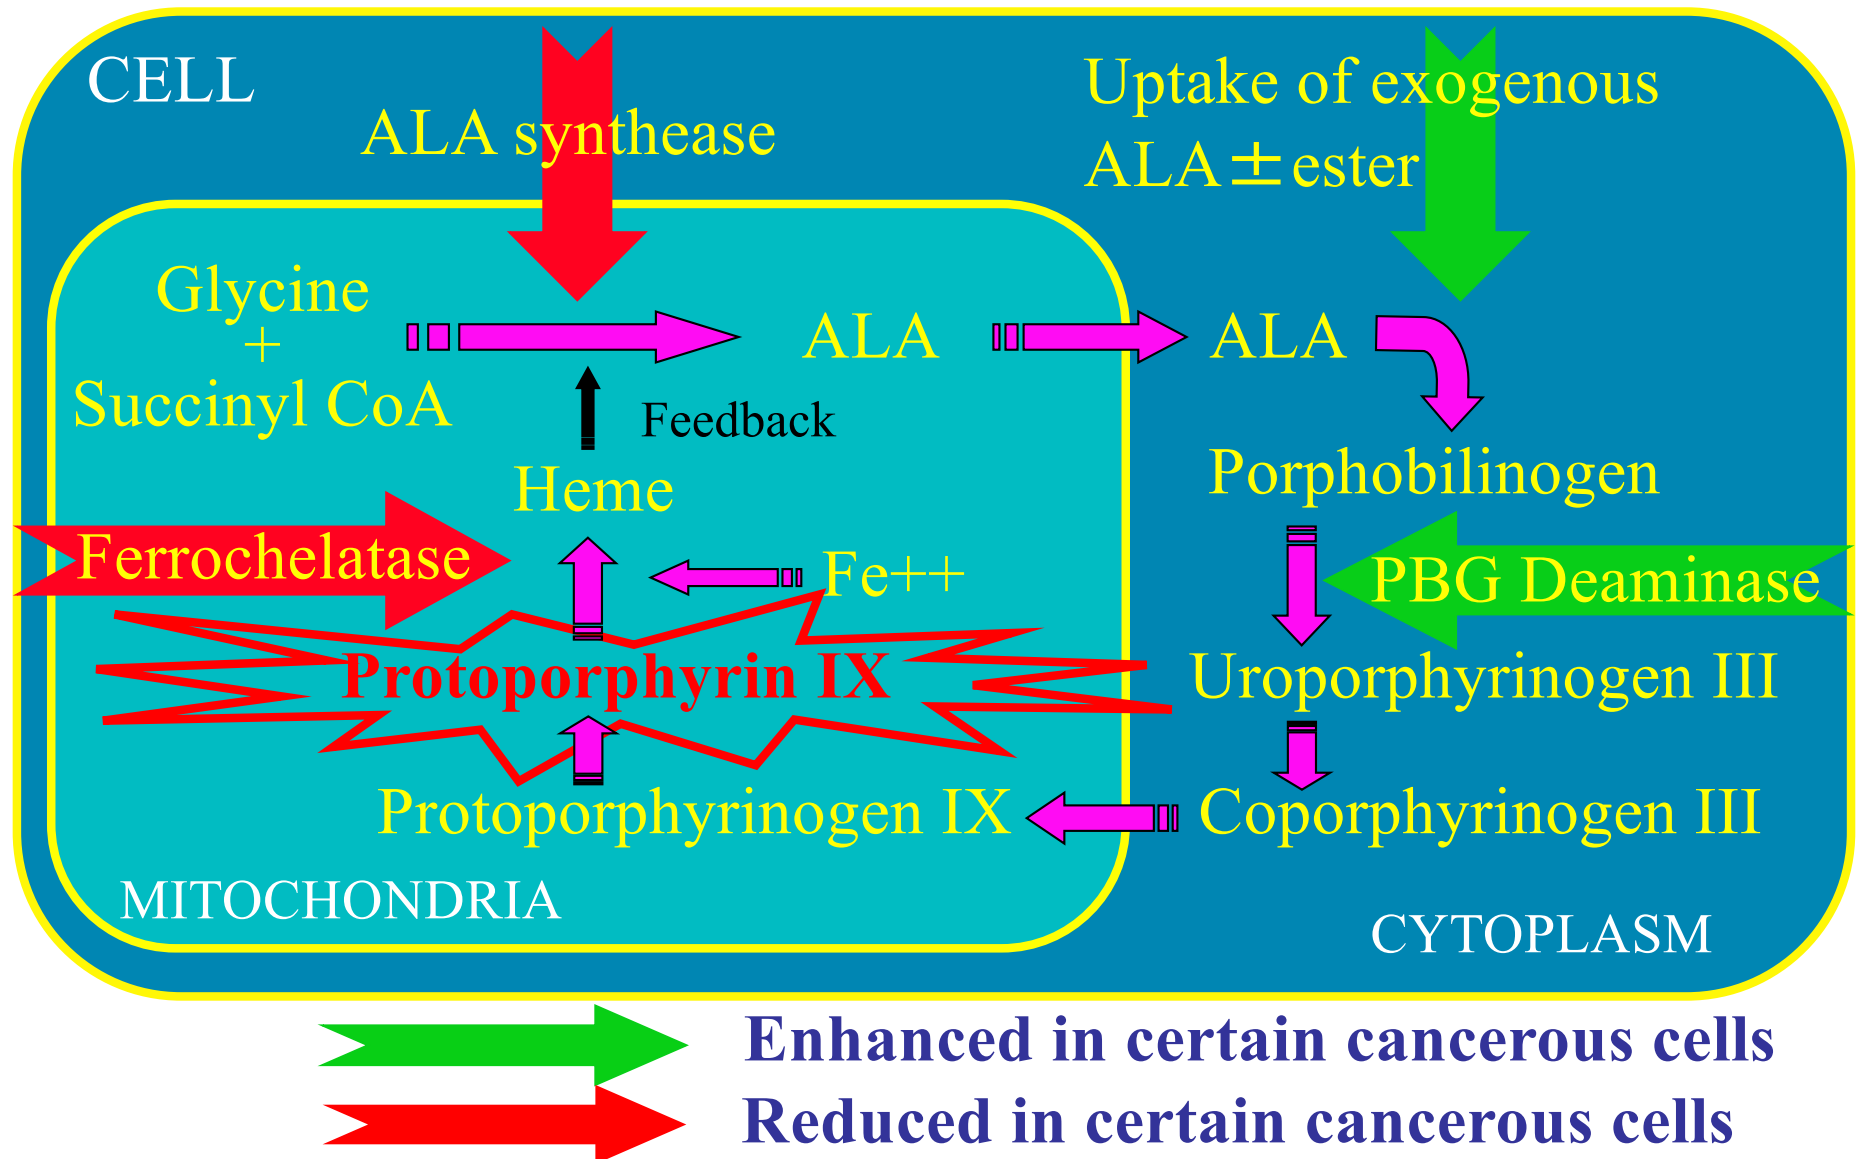 CELL
ALA synthease
Uptake of exogenous
ALA ± ester
Glycine
+
Succinyl CoA
ALA
ALA
Feedback
Heme
Porphobilinogen
Ferrochelatase
Fe++
PBG Deaminase
Protoporphyrin IX
Uroporphyrinogen III
Protoporphyrinogen IX
Coporphyrinogen III
MITOCHONDRIA
CYTOPLASM
Enhanced in certain cancerous cells
Reduced in certain cancerous cells